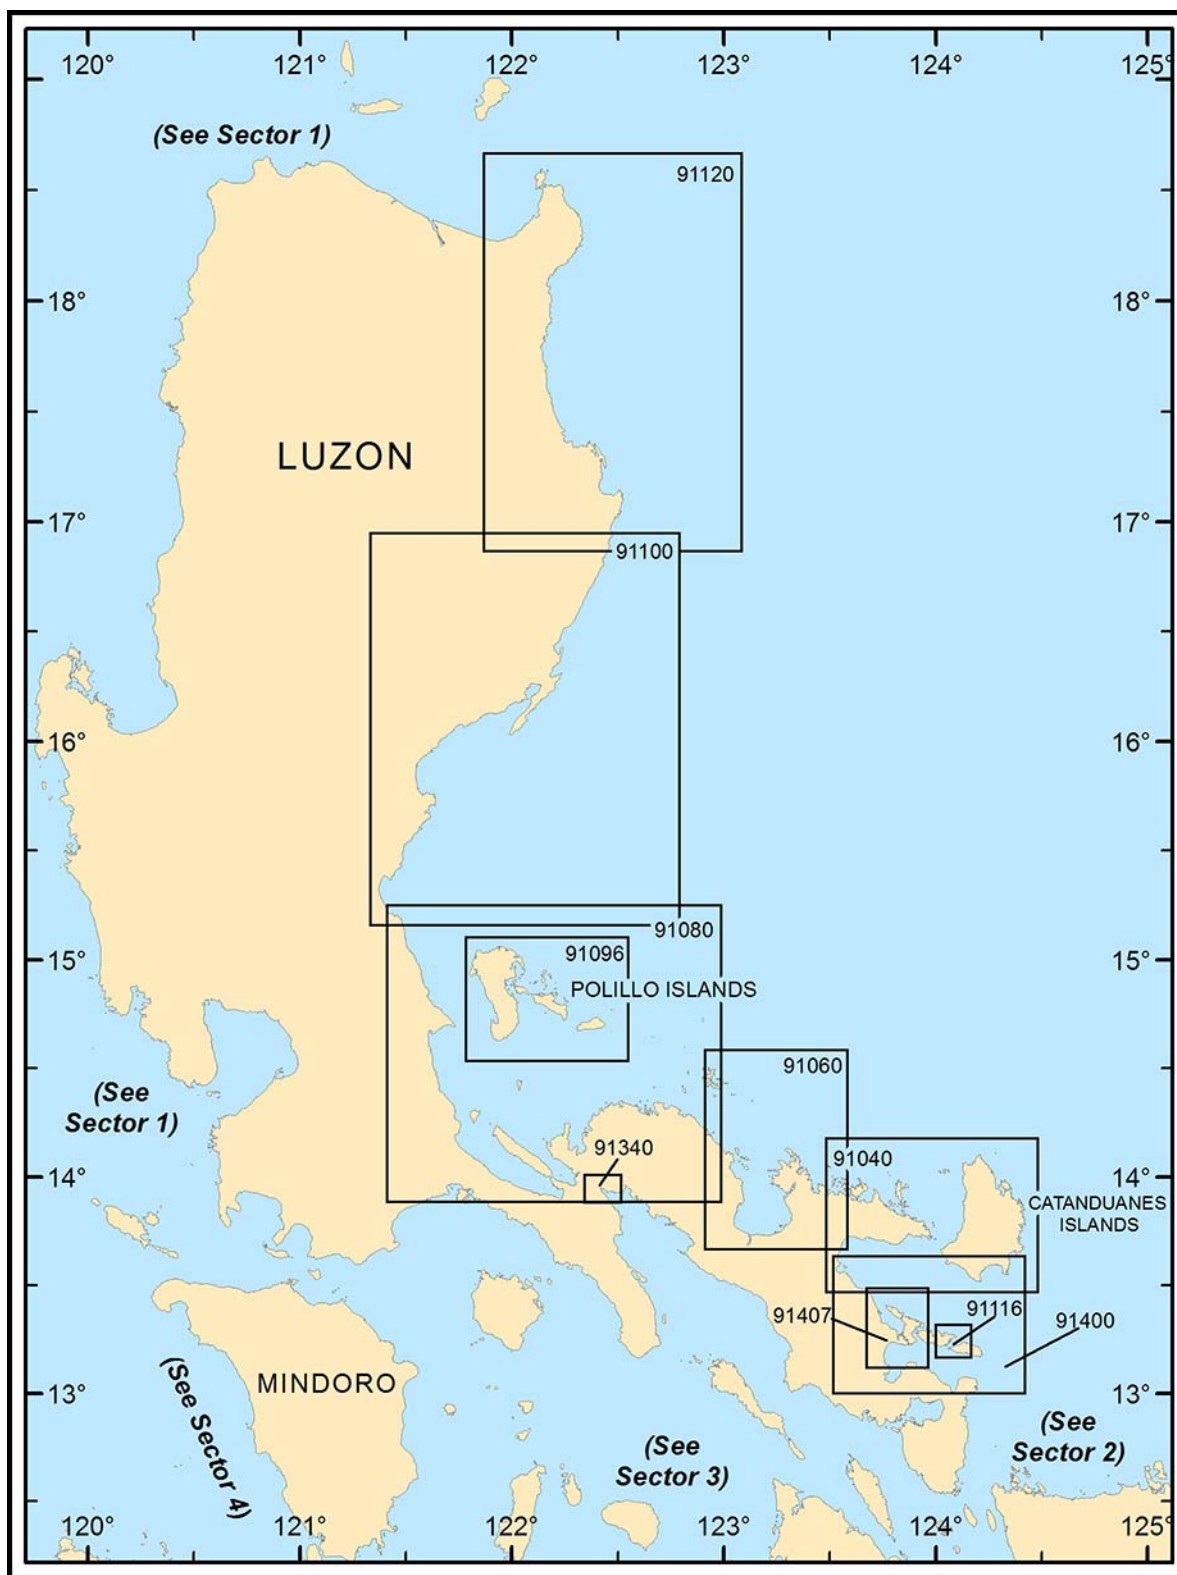 120° 121° 122° 123° 124° 125°
(See Sector 1)
91120
18° 18°
LUZON
17° 17°
91100
16° 16°
91080
91096
15° 15°
POLILLO ISLANDS
91060
(See
Sector 1)
91340
91040
14° 14°
CATANDUANES
ISLANDS
91407
91116
91400
MINDORO
13° 13°
(See Sector 4)
(See
Sector 3)
(See
Sector 2)
120° 121° 122° 123° 124° 125°